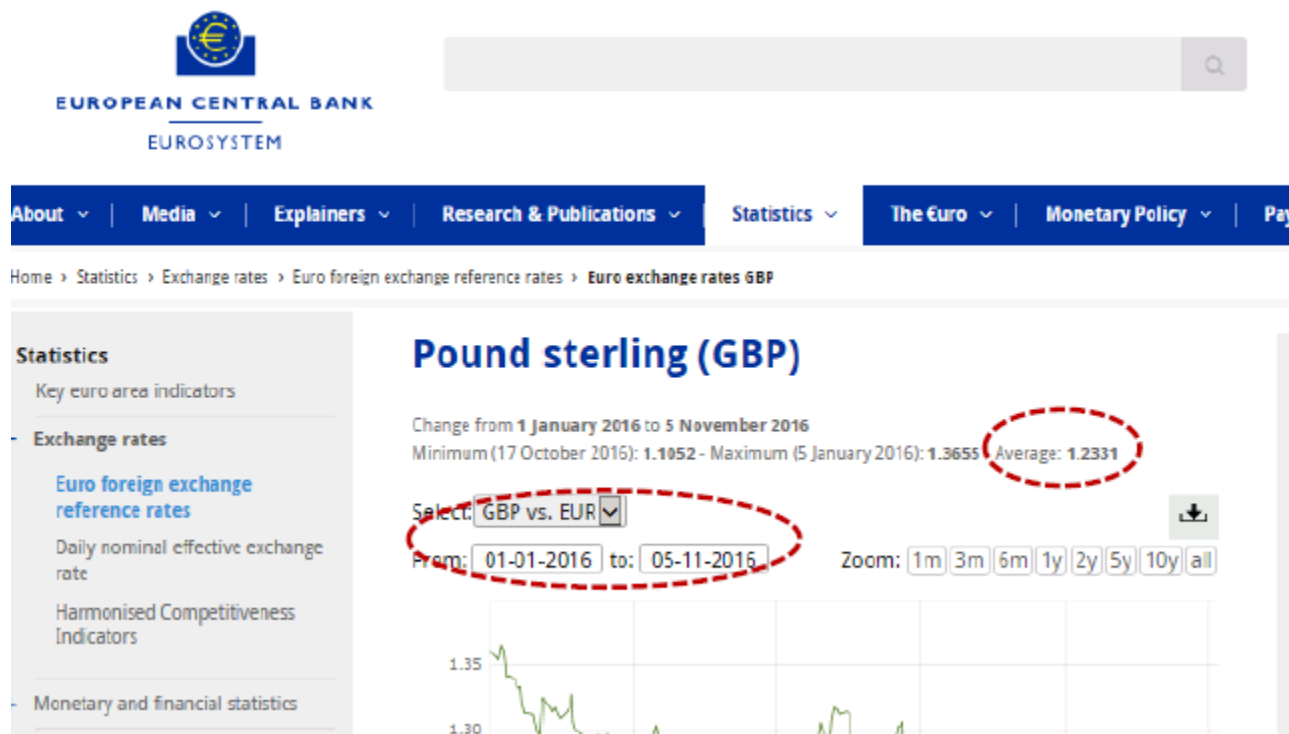 EUROPEAN CENTRAL BANK
EUROSYSTEM
About
Media
Explainers
Research & Publications
Statistics
The €uro
Monetary Policy
Pay
Home › Statistics › Exchange rates › Euro foreign exchange reference rates › Euro exchange rates GBP
Statistics
Key euro area indicators
Exchange rates
Euro foreign exchange
reference rates
Daily nominal effective exchange
rate
Harmonised Competitiveness
Indicators
Monetary and financial statistics
Pound sterling (GBP)
Change from 1 January 2016 to 5 November 2016
Minimum (17 October 2016): 1.1052 - Maximum (5 January 2016): 1.3655 Average: 1.2331
Select: GBP vs. EUR
From: 01-01-2016 to: 05-11-2016
Zoom: 1m 3m 6m 1y 2y 5y 10y all
1.35
1.30